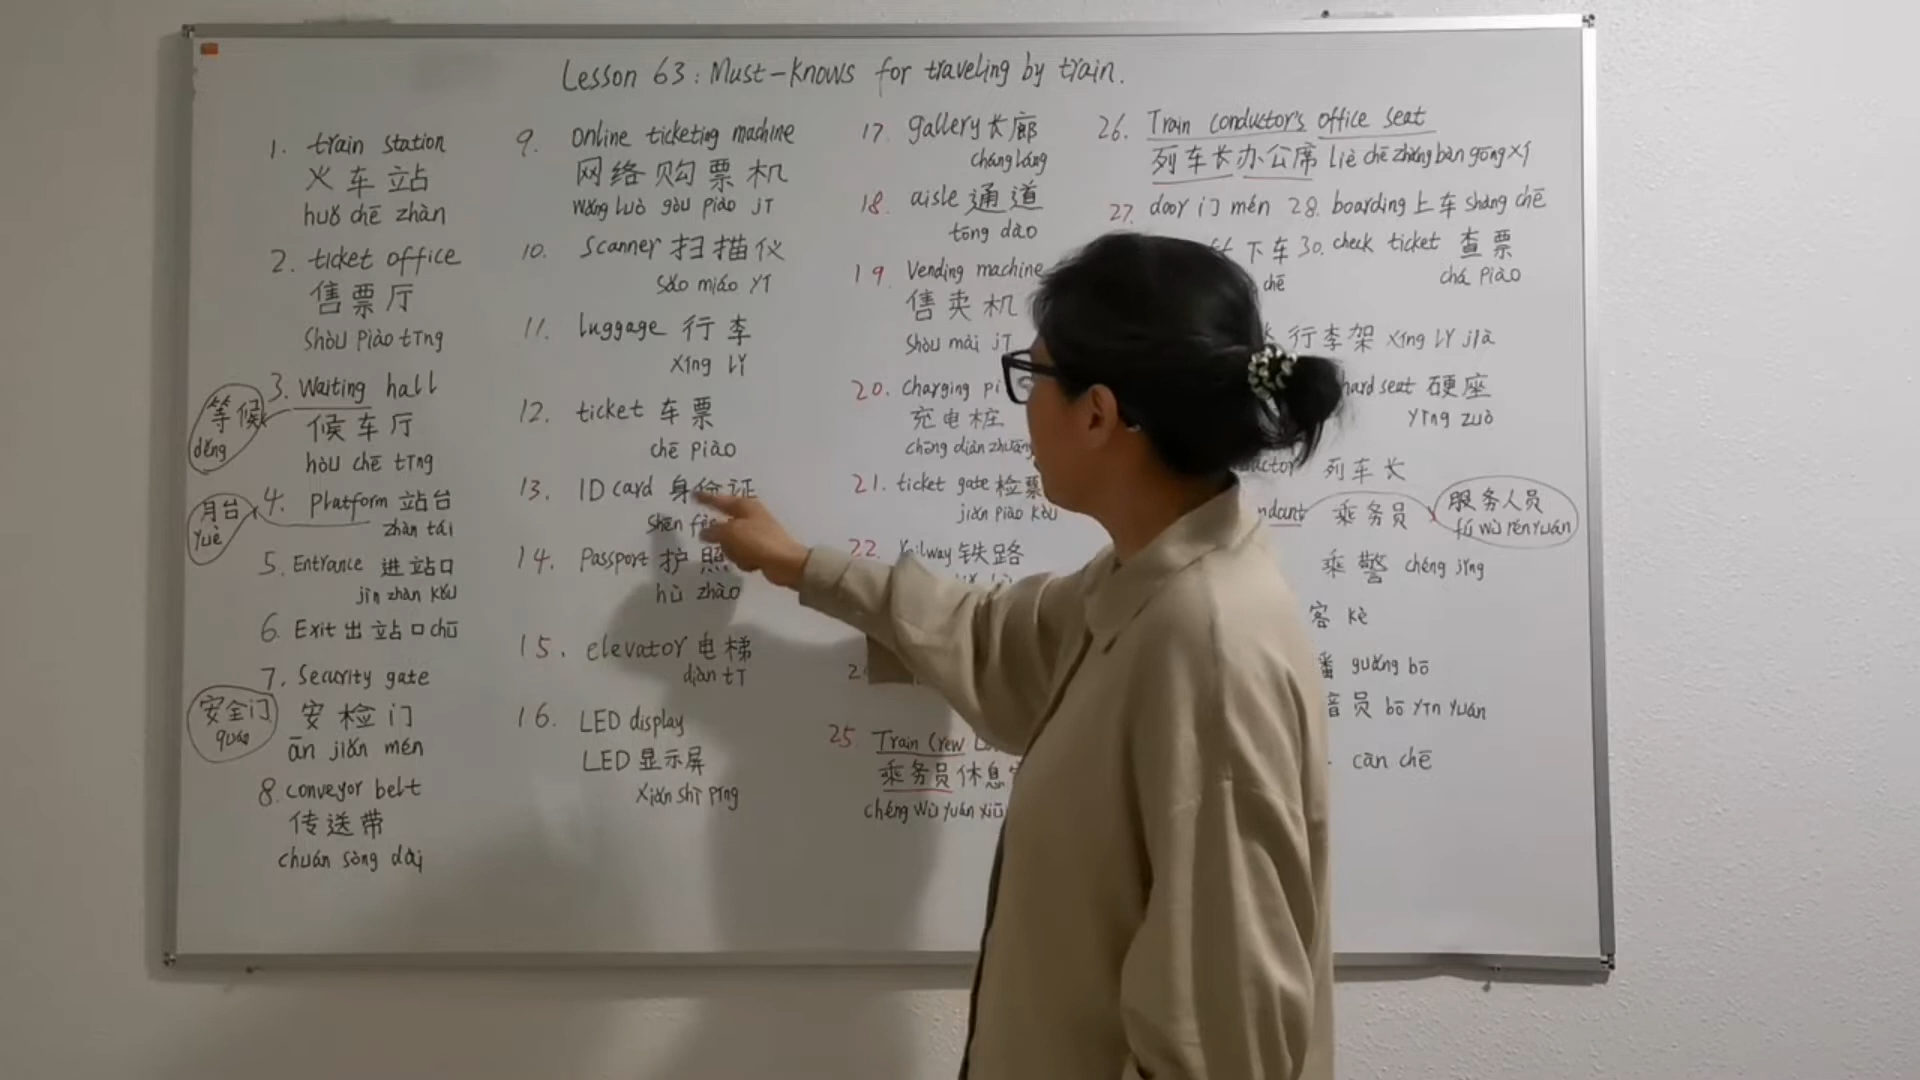 Lesson 63: Must-Knows for traveling by train.
1. train station
火车站
huǒ chē zhàn
2. ticket office
售票厅
Shòu piào tīng
3. Waiting hall
等候
děng
候车厅
hòu chē tīng
4. Platform 站台
zhàn tái
月台
yuè
5. Entrance 进站口
jìn zhàn kǒu
6. Exit 出站口 chū
7. Security gate
安全门
quán
安检门
ān jiǎn mén
8. conveyor belt
传送带
chuán sòng dài
9. Online ticketing machine
网络购票机
wǎng luò gòu piào jī
10. Scanner 扫描仪
sǎo miáo yí
11. luggage 行李
xíng lǐ
12. ticket 车票
chē piào
13. ID card 身份证
Shēn
14. Passport 护照
hù zhào
15. elevator 电梯
diàn tī
16. LED display
LED 显示屏
xiǎn shì píng
17. gallery 长廊
cháng láng
18. aisle 通道
tōng dào
19. Vending machine
售卖机
Shòu mài jī
20. Charging
充电桩
chōng diàn zhuāng
21. ticket gate 检票
jiǎn piào kǒu
22. 铁路
25 Train Crew
乘务员休息
chéng wù yuán xiū
26. Train conductor's office seat
列车长办公席 liè chē zhǎng bàn gōng xí
27. door 门 mén 28. boarding 上车 shàng chē
下车 30. check ticket 查票
chē chá piào
行李架 xíng lǐ jià
hard seat 硬座
yìng zuò
列车长
乘务员
服务人员
fú wù rén yuán
乘警 chéng jǐng
客 kè
guǎng bō
音员 bō yīn yuán
cān chē